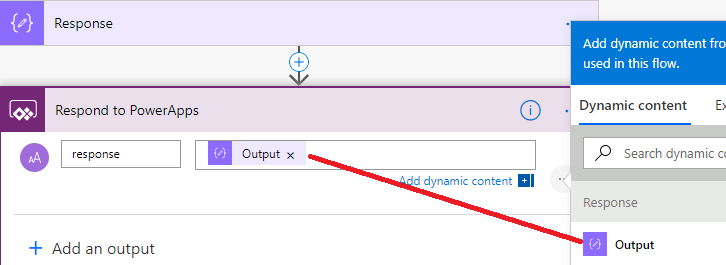 Response
Add dynamic content fro
used in this flow.
Respond to PowerApps
Dynamic content
Ex
AA
response
Output ×
Search dynamic c
Add dynamic content
Response
Output
+ Add an output